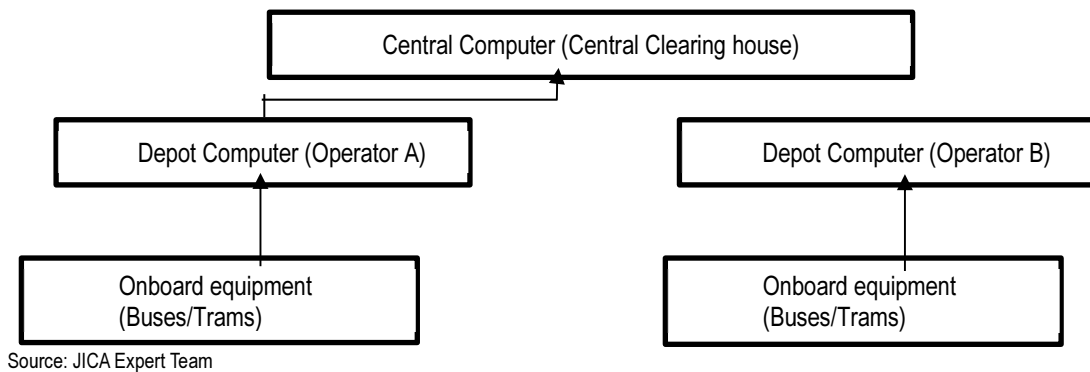 Central Computer (Central Clearing house)
Depot Computer (Operator A)
Depot Computer (Operator B)
Onboard equipment
(Buses/Trams)
Onboard equipment
(Buses/Trams)
Source: JICA Expert Team